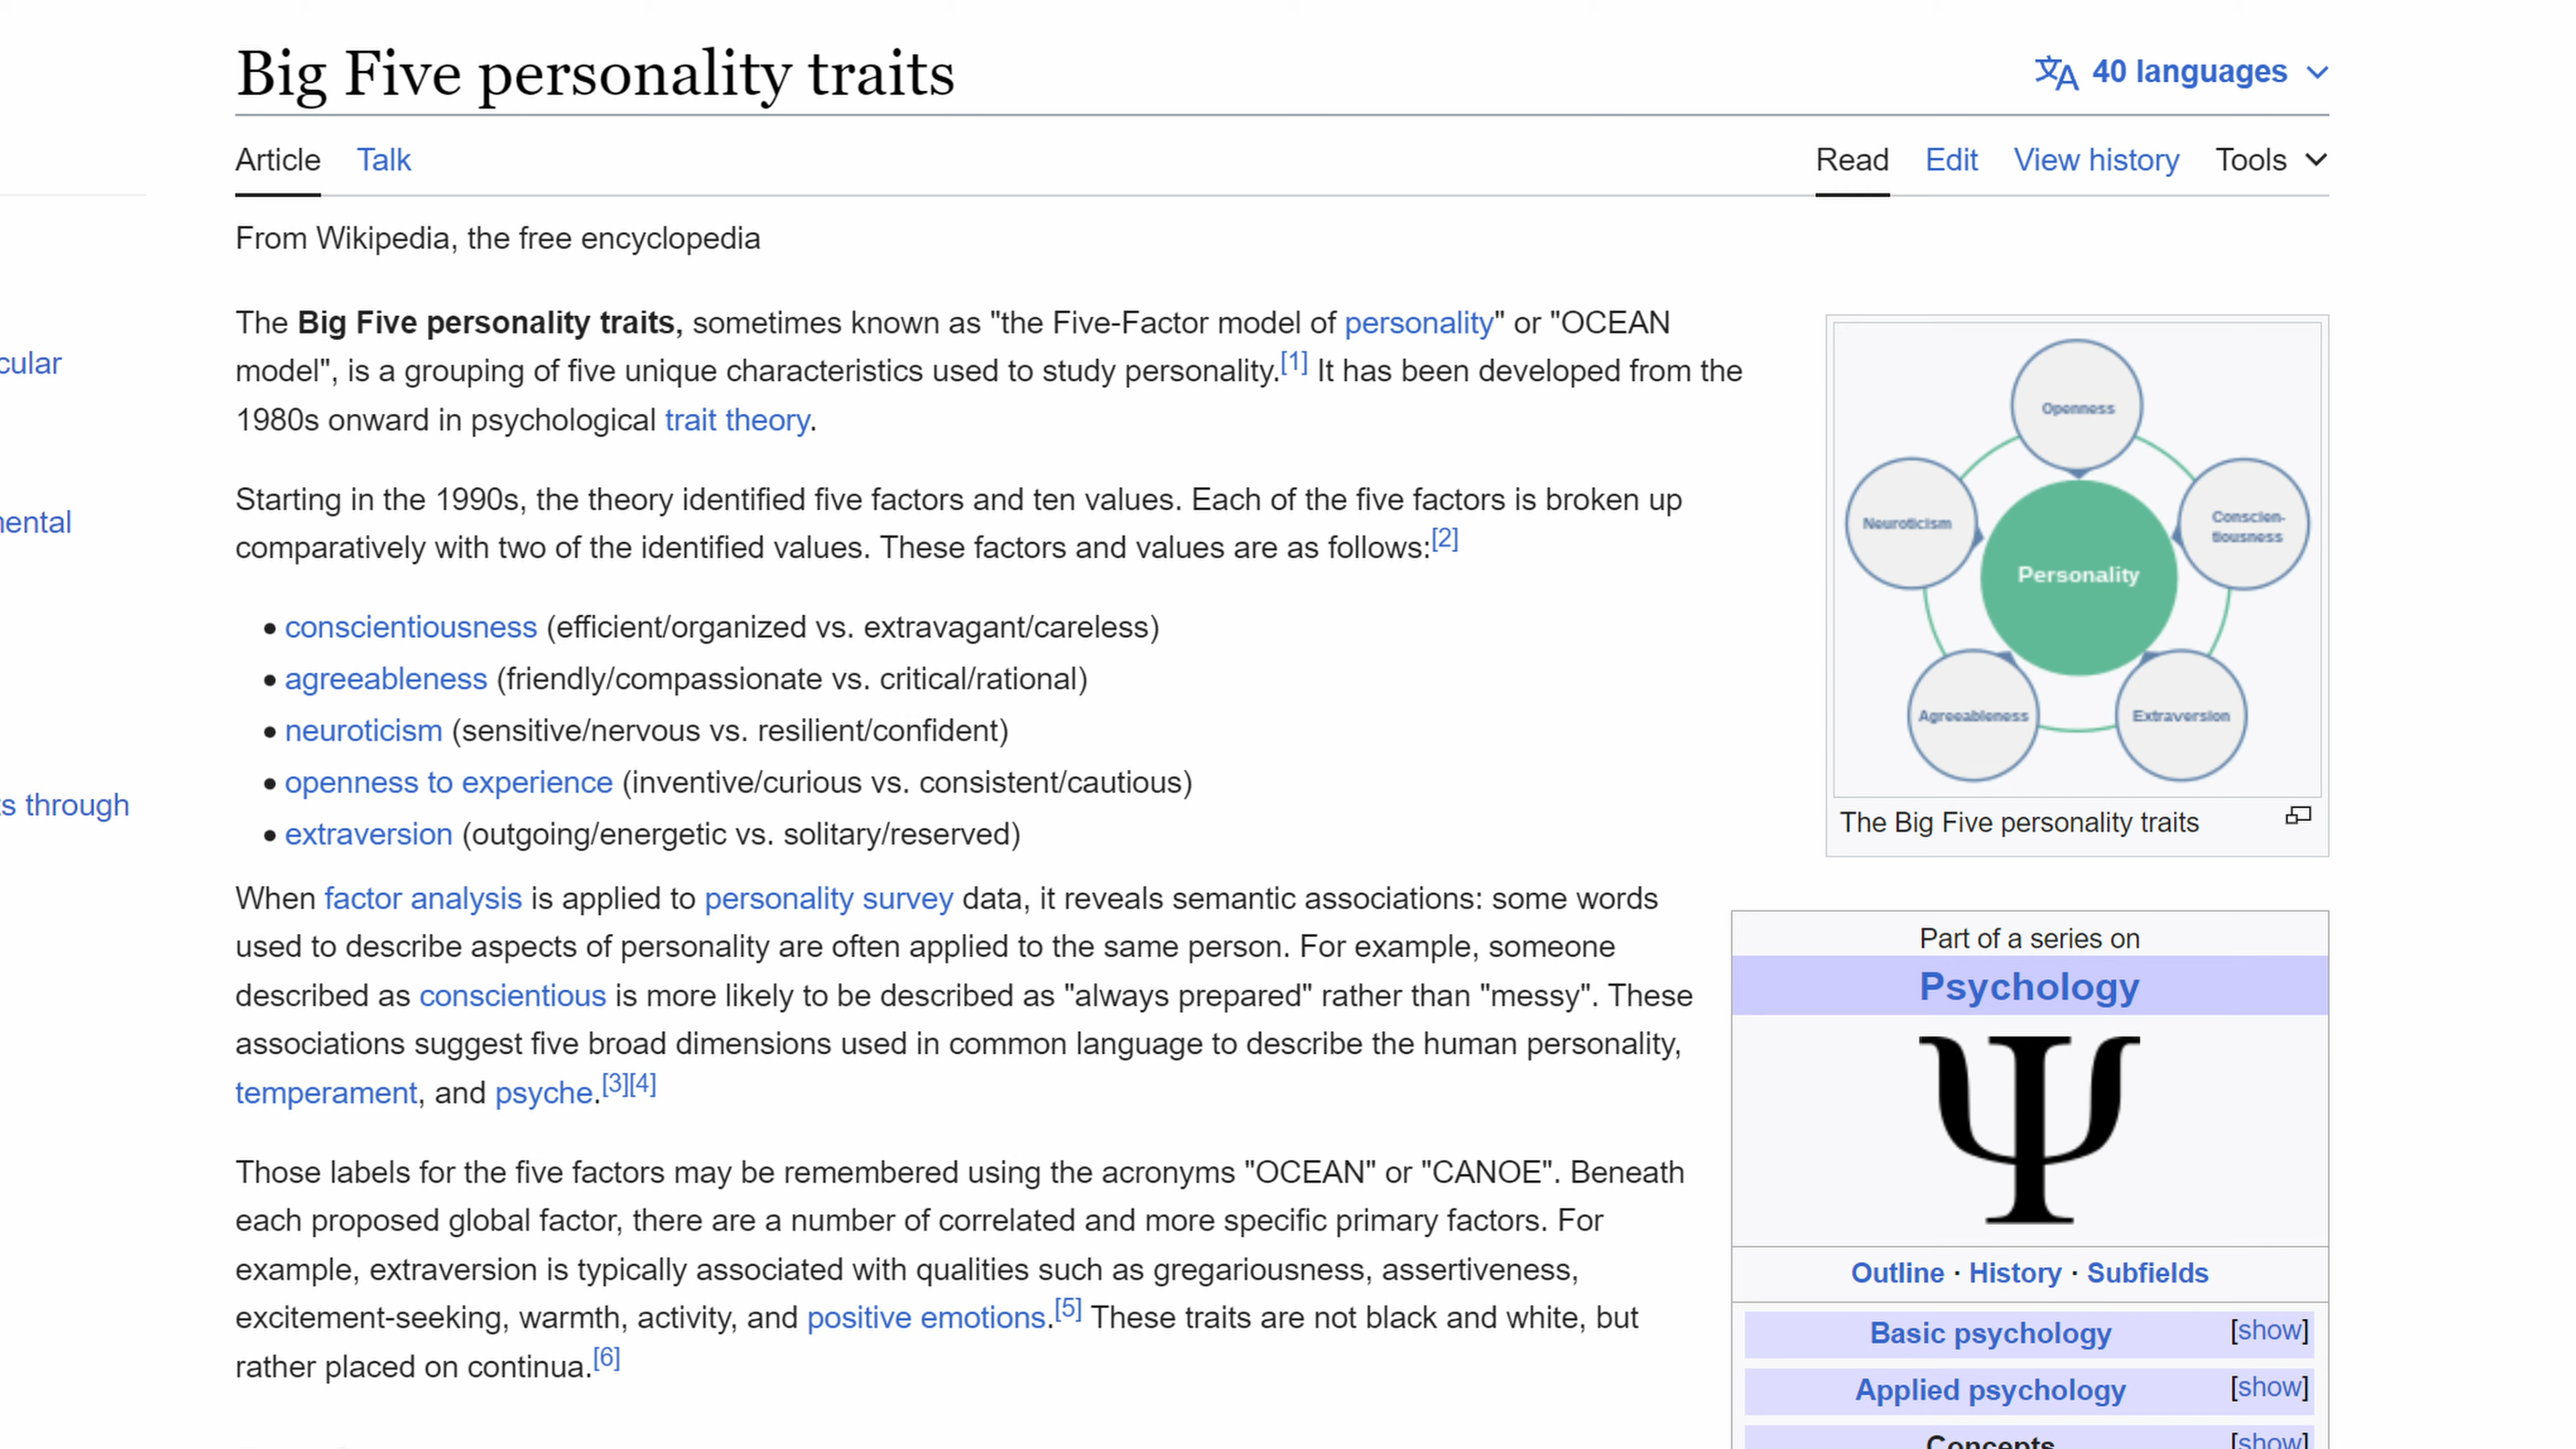 Big Five personality traits
40 languages
Article Talk
Read Edit View history Tools
From Wikipedia, the free encyclopedia
The Big Five personality traits, sometimes known as "the Five-Factor model of personality" or "OCEAN
model", is a grouping of five unique characteristics used to study personality.[1] It has been developed from the
1980s onward in psychological trait theory.
Starting in the 1990s, the theory identified five factors and ten values. Each of the five factors is broken up
comparatively with two of the identified values. These factors and values are as follows:[2]
• conscientiousness (efficient/organized vs. extravagant/careless)
• agreeableness (friendly/compassionate vs. critical/rational)
• neuroticism (sensitive/nervous vs. resilient/confident)
• openness to experience (inventive/curious vs. consistent/cautious)
• extraversion (outgoing/energetic vs. solitary/reserved)
When factor analysis is applied to personality survey data, it reveals semantic associations: some words
used to describe aspects of personality are often applied to the same person. For example, someone
described as conscientious is more likely to be described as "always prepared" rather than "messy". These
associations suggest five broad dimensions used in common language to describe the human personality,
temperament, and psyche.[3][4]
Those labels for the five factors may be remembered using the acronyms "OCEAN" or "CANOE". Beneath
each proposed global factor, there are a number of correlated and more specific primary factors. For
example, extraversion is typically associated with qualities such as gregariousness, assertiveness,
excitement-seeking, warmth, activity, and positive emotions.[5] These traits are not black and white, but
rather placed on continua.[6]
Openness
Neuroticism
Conscien-
tiousness
Personality
Agreeableness
Extraversion
The Big Five personality traits
Part of a series on
Psychology
Ψ
Outline · History · Subfields
Basic psychology [show]
Applied psychology [show]
Concepts [show]
through